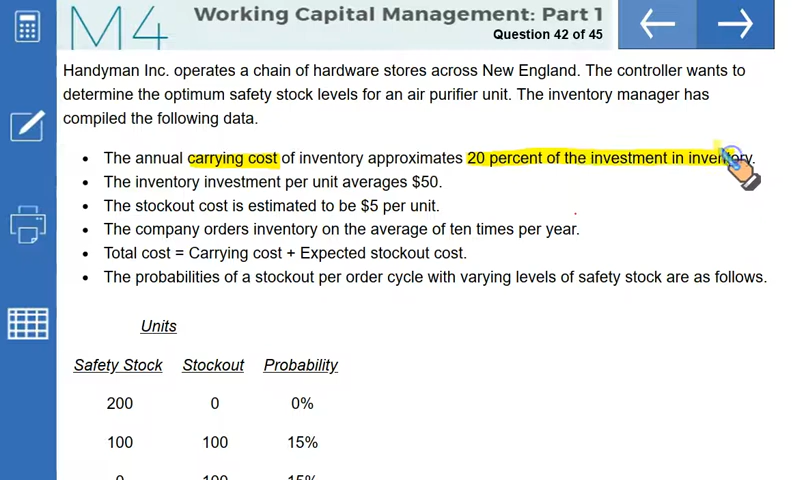 M4
Working Capital Management: Part 1
Question 42 of 45
Handyman Inc. operates a chain of hardware stores across New England. The controller wants to
determine the optimum safety stock levels for an air purifier unit. The inventory manager has
compiled the following data.
• The annual carrying cost of inventory approximates 20 percent of the investment in inventory.
• The inventory investment per unit averages $50.
• The stockout cost is estimated to be $5 per unit.
• The company orders inventory on the average of ten times per year.
• Total cost = Carrying cost + Expected stockout cost.
• The probabilities of a stockout per order cycle with varying levels of safety stock are as follows.
Units
Safety Stock Stockout Probability
200 0 0%
100 100 15%
0 100 15%